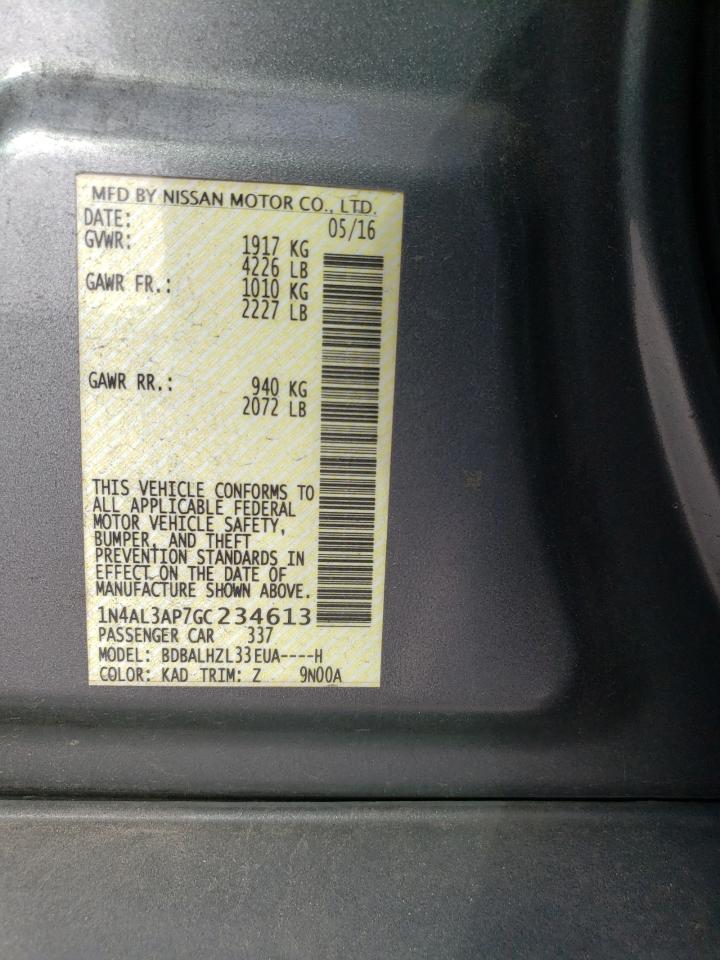 MFD BY NISSAN MOTOR CO., LTD.
DATE: 05/16
GVWR: 1917 KG
4226 LB
GAWR FR.: 1010 KG
2227 LB
GAWR RR.: 940 KG
2072 LB
THIS VEHICLE CONFORMS TO
ALL APPLICABLE FEDERAL
MOTOR VEHICLE SAFETY,
BUMPER, AND THEFT
PREVENTION STANDARDS IN
EFFECT ON THE DATE OF
MANUFACTURE SHOWN ABOVE.
1N4AL3AP7GC234613
PASSENGER CAR 337
MODEL: BDBALHZL33EUA----H
COLOR: KAD TRIM: Z 9N00A